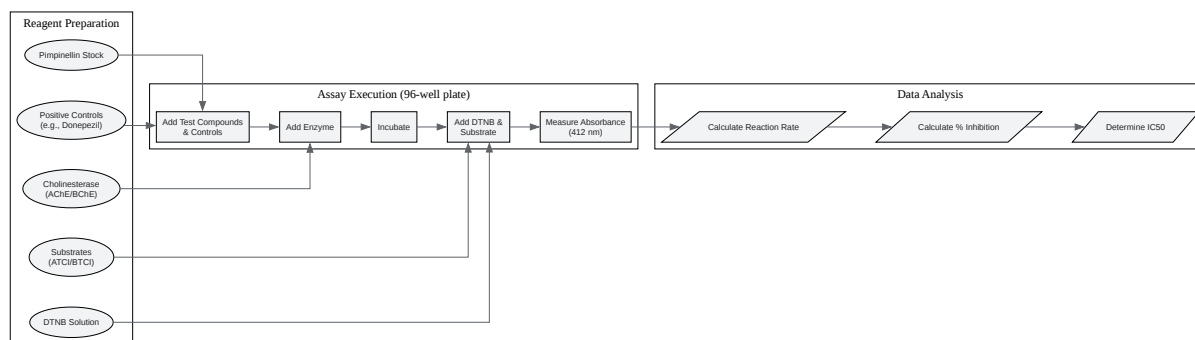 Reagent Preparation
Pimpinellin Stock
Positive Controls
(e.g., Donepezil)
Cholinesterase
(AChE/BChE)
Substrates
(ATCI/BTCI)
DTNB Solution
Assay Execution (96-well plate)
Add Test Compounds
& Controls
Add Enzyme
Incubate
Add DTNB &
Substrate
Measure Absorbance
(412 nm)
Data Analysis
Calculate Reaction Rate
Calculate % Inhibition
Determine IC50